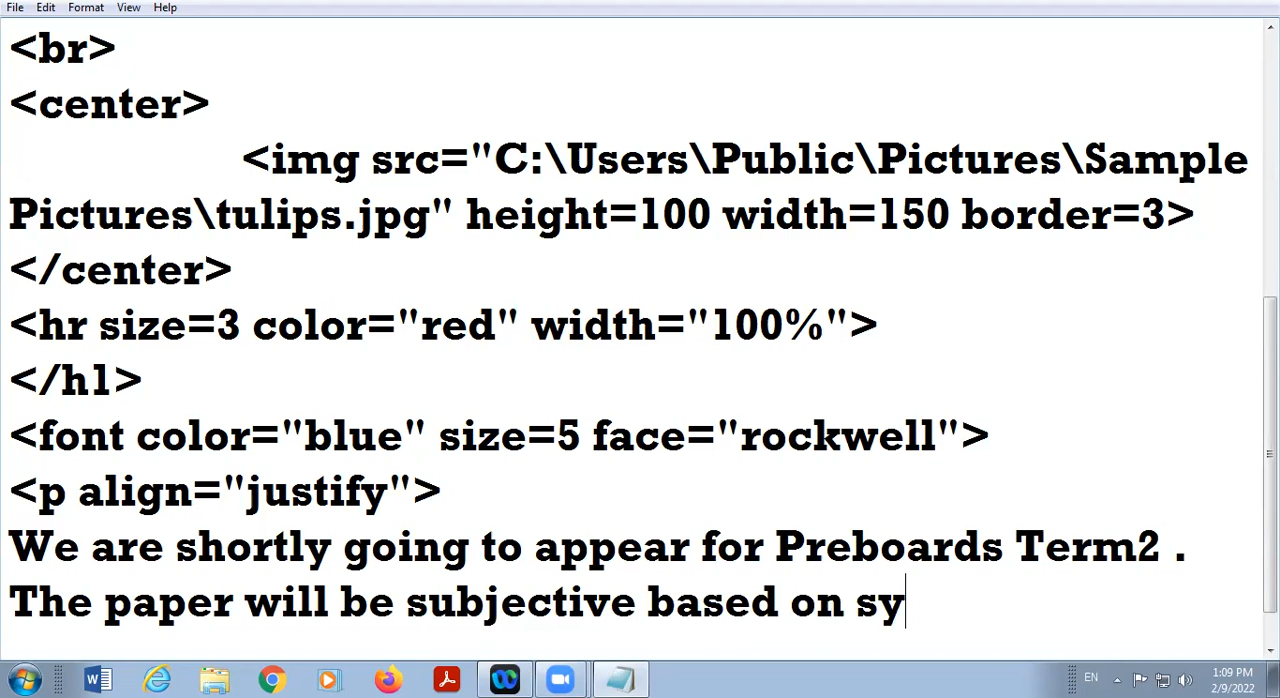 File Edit Format View Help
<br>
<center>
<img src="C:\Users\Public\Pictures\Sample
Pictures\tulips.jpg" height=100 width=150 border=3>
</center>
<hr size=3 color="red" width="100%">
</h1>
<font color="blue" size=5 face="rockwell">
<p align="justify">
We are shortly going to appear for Preboards Term2 .
The paper will be subjective based on sy
EN
1:09 PM
2/9/2022